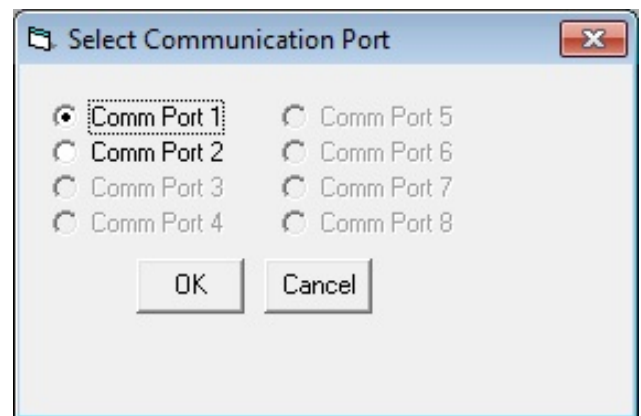 Select Communication Port
Comm Port 1 Comm Port 5
Comm Port 2 Comm Port 6
Comm Port 3 Comm Port 7
Comm Port 4 Comm Port 8
OK Cancel